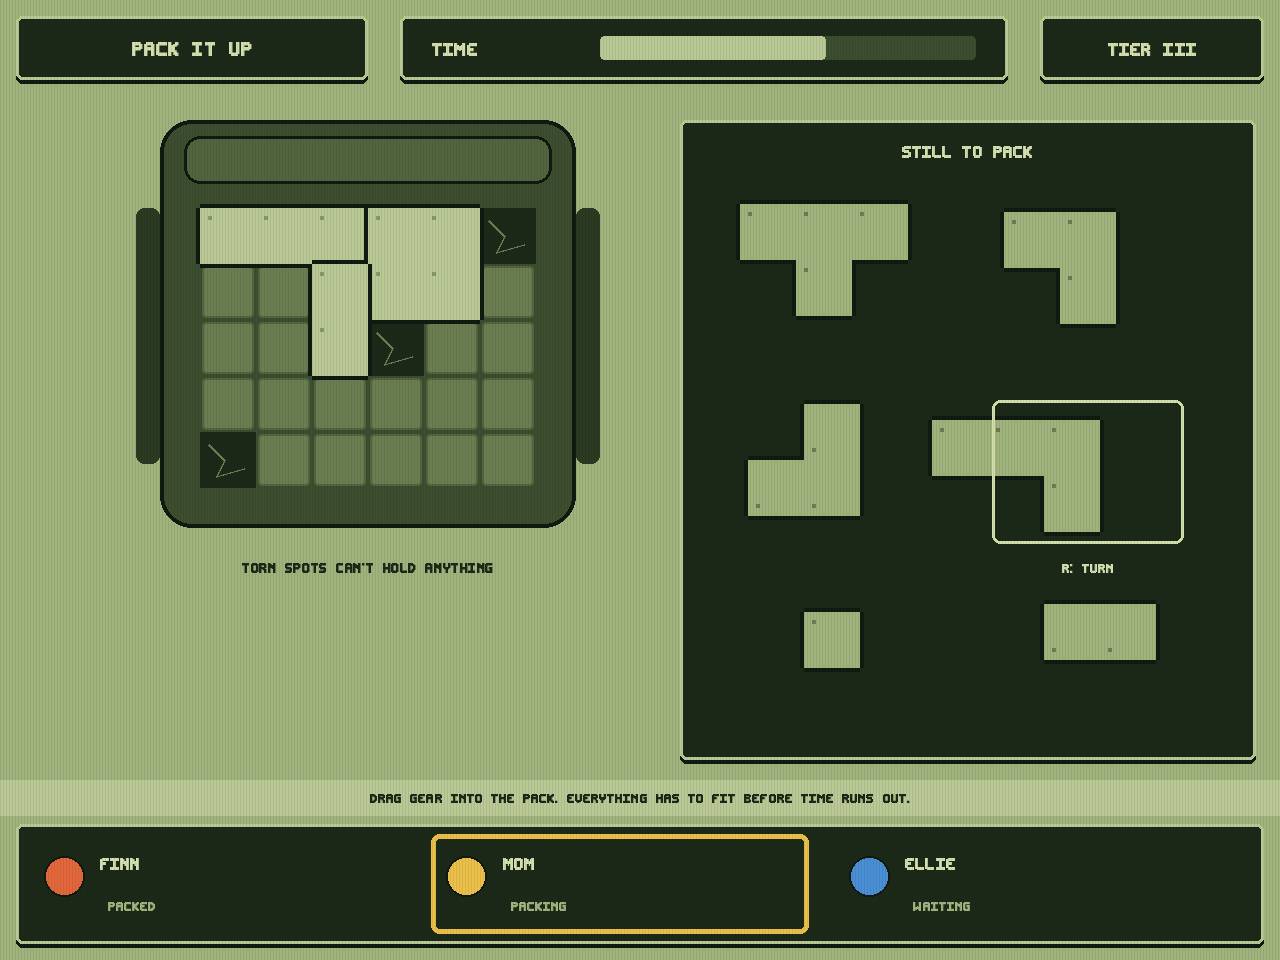 PACK IT UP
TIME
TIER III
STILL TO PACK
TORN SPOTS CAN'T HOLD ANYTHING
R: TURN
DRAG GEAR INTO THE PACK. EVERYTHING HAS TO FIT BEFORE TIME RUNS OUT.
FINN
MOM
ELLIE
PACKED
PACKING
WAITING